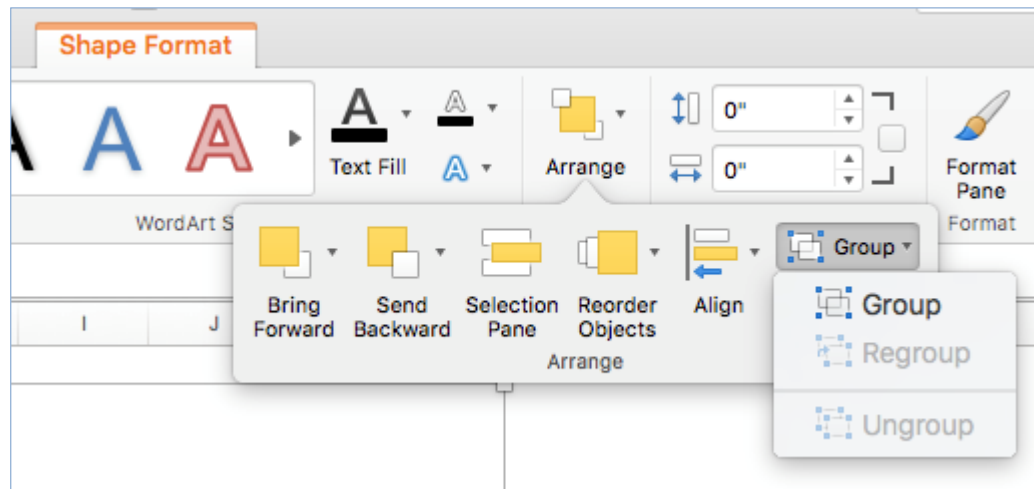 Shape Format
A A A
A
A
0"
Text Fill
A
Arrange
0"
Format
Pane
WordArt S
Format
Group
Bring
Forward
Send
Backward
Selection
Pane
Reorder
Objects
Align
Arrange
Group
Regroup
Ungroup
I
J